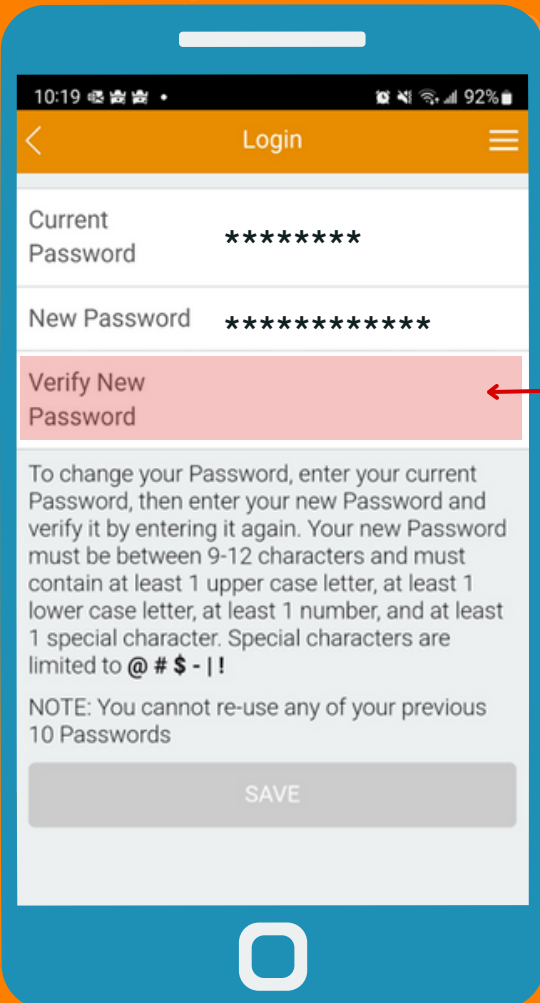 10:19
92%
Login
Current
Password
********
New Password
************
Verify New
Password
To change your Password, enter your current
Password, then enter your new Password and
verify it by entering it again. Your new Password
must be between 9-12 characters and must
contain at least 1 upper case letter, at least 1
lower case letter, at least 1 number, and at least
1 special character. Special characters are
limited to @ # $ - | !
NOTE: You cannot re-use any of your previous
10 Passwords
SAVE